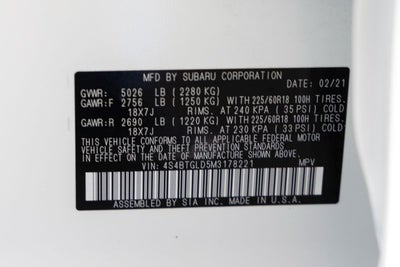 MFD BY SUBARU CORPORATION DATE: 02/21
GVWR: 5026 LB (2280 KG)
GAWR:F 2756 LB (1250 KG) WITH 225/60R18 100H TIRES.
18X7J RIMS. AT 240 KPA (35 PSI) COLD
GAWR:R 2690 LB (1220 KG) WITH 225/60R18 100H TIRES.
18X7J RIMS. AT 230 KPA (33 PSI) COLD
THIS VEHICLE CONFORMS TO ALL APPLICABLE FEDERAL MOTOR
VEHICLE SAFETY AND THEFT PREVENTION STANDARDS IN EFFECT ON
THE DATE OF MANUFACTURE SHOWN ABOVE.
VIN: 4S4BTGLD5M3178221 MPV
ASSEMBLED BY SIA INC. MADE IN U.S.A.